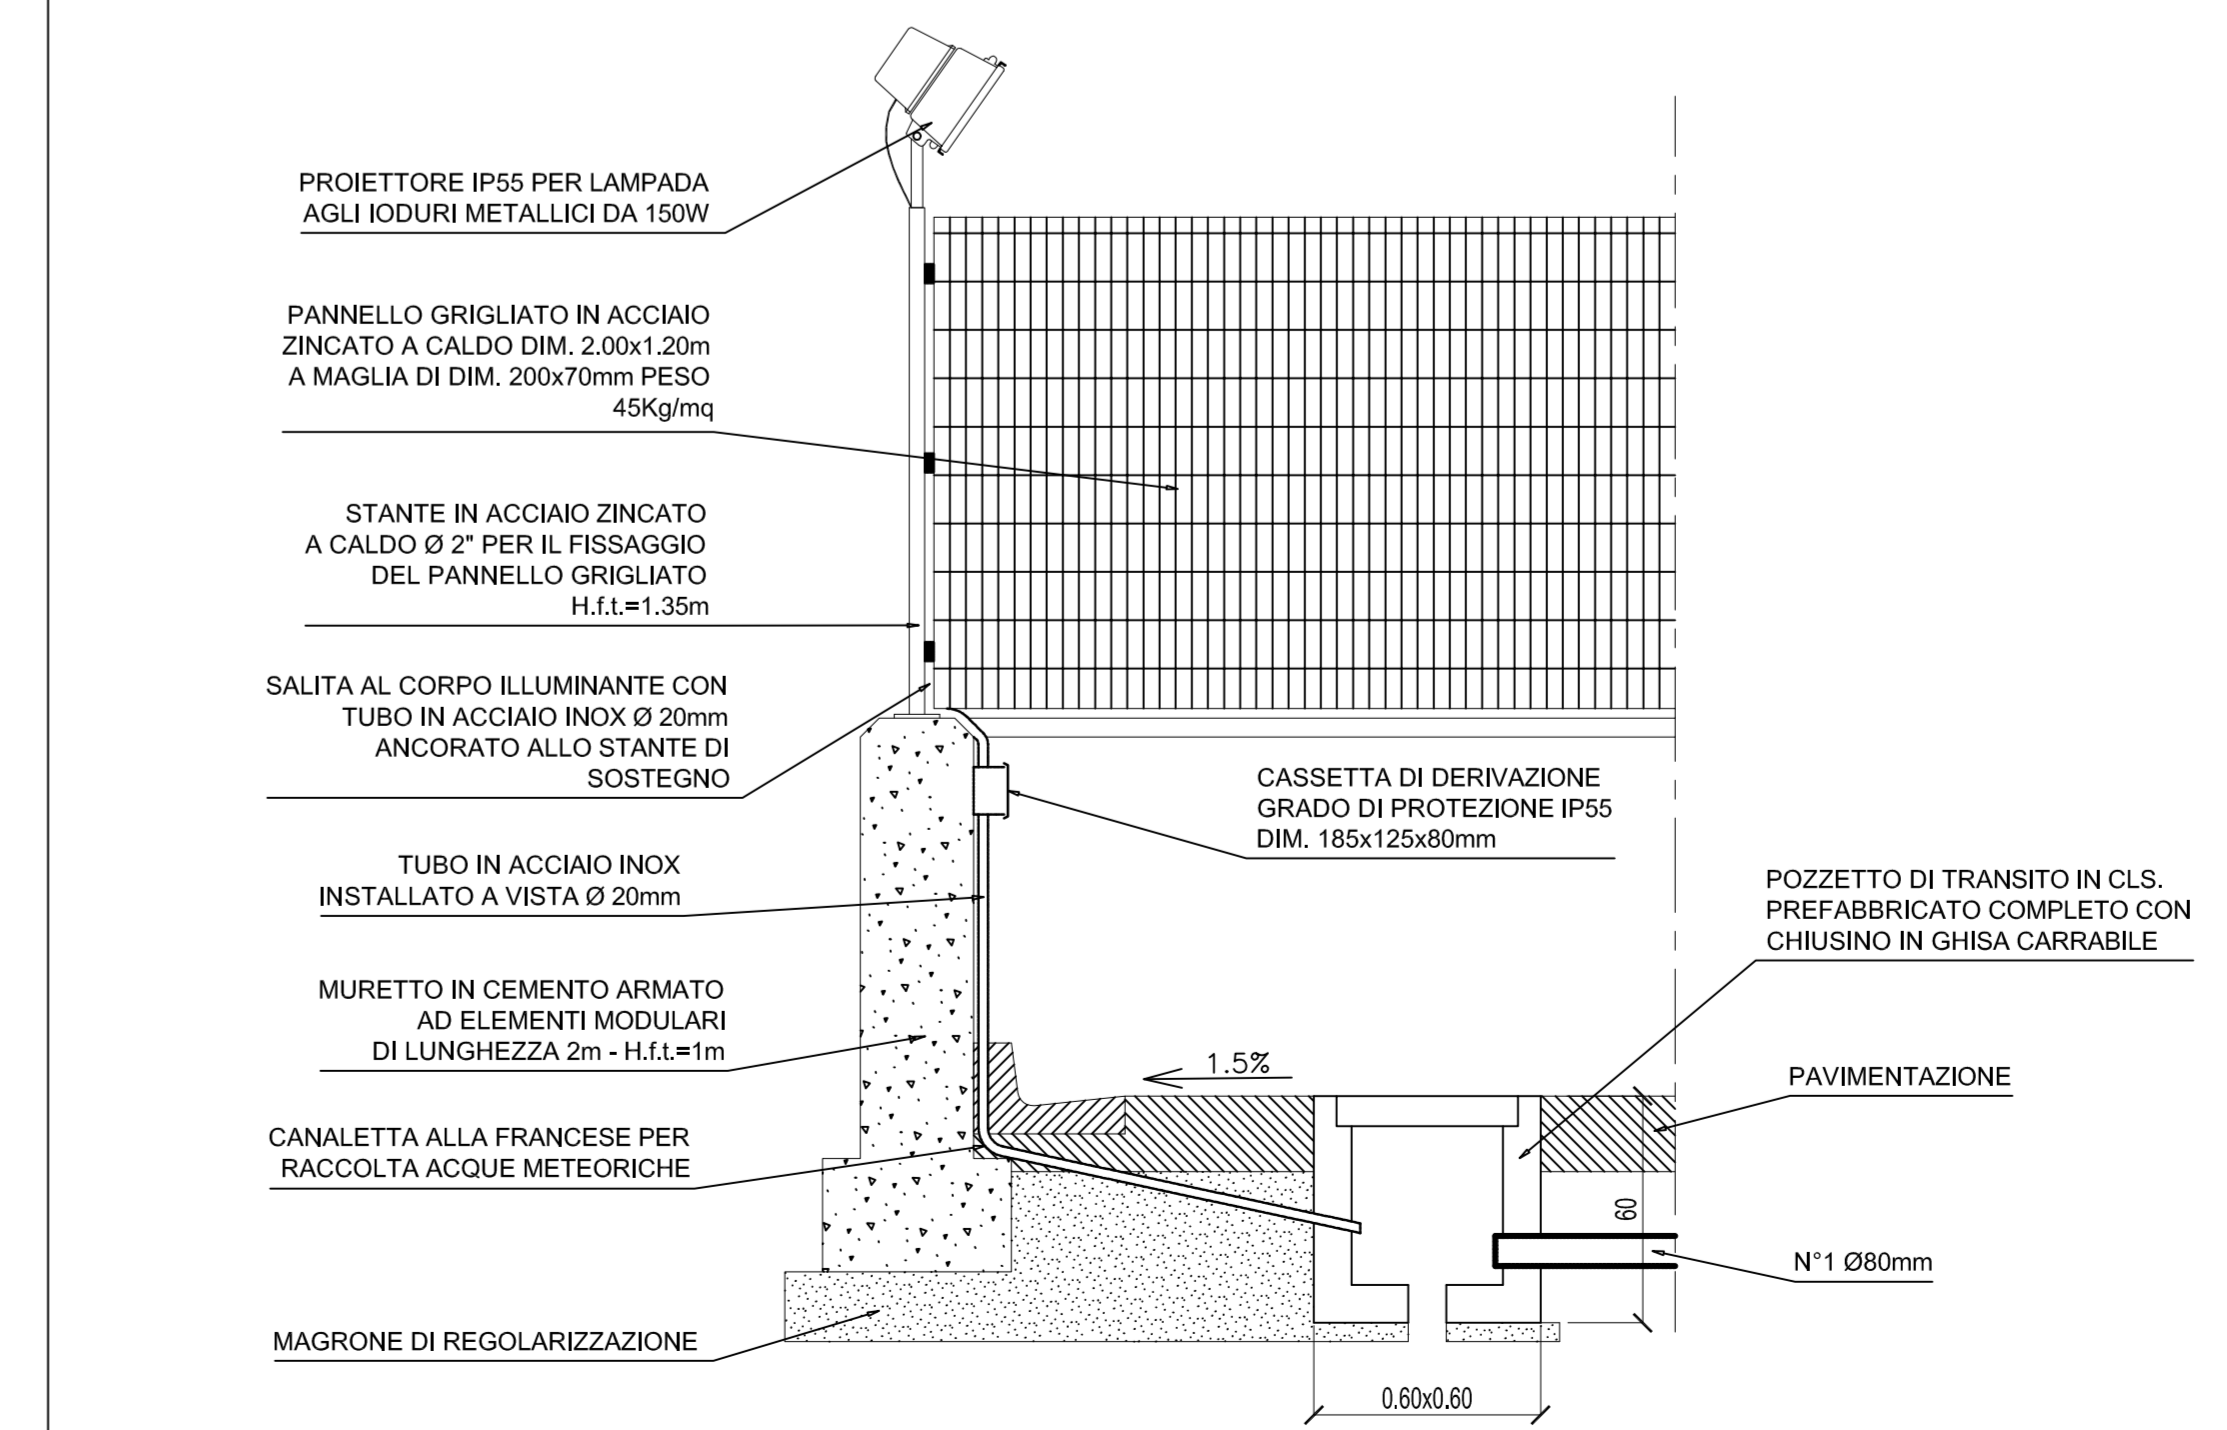 PROIETTORE IP55 PER LAMPADA
AGLI IODURI METALLICI DA 150W
PANNELLO GRIGLIATO IN ACCIAIO
ZINCATO A CALDO DIM. 2.00x1.20m
A MAGLIA DI DIM. 200x70mm PESO
45Kg/mq
STANTE IN ACCIAIO ZINCATO
A CALDO Ø 2" PER IL FISSAGGIO
DEL PANNELLO GRIGLIATO
H.f.t.=1.35m
SALITA AL CORPO ILLUMINANTE CON
TUBO IN ACCIAIO INOX Ø 20mm
ANCORATO ALLO STANTE DI
SOSTEGNO
TUBO IN ACCIAIO INOX
INSTALLATO A VISTA Ø 20mm
MURETTO IN CEMENTO ARMATO
AD ELEMENTI MODULARI
DI LUNGHEZZA 2m - H.f.t.=1m
CANALETTA ALLA FRANCESE PER
RACCOLTA ACQUE METEORICHE
MAGRONE DI REGOLARIZZAZIONE
CASSETTA DI DERIVAZIONE
GRADO DI PROTEZIONE IP55
DIM. 185x125x80mm
POZZETTO DI TRANSITO IN CLS.
PREFABBRICATO COMPLETO CON
CHIUSINO IN GHISA CARRABILE
1.5%
PAVIMENTAZIONE
60
N°1 Ø80mm
0.60x0.60